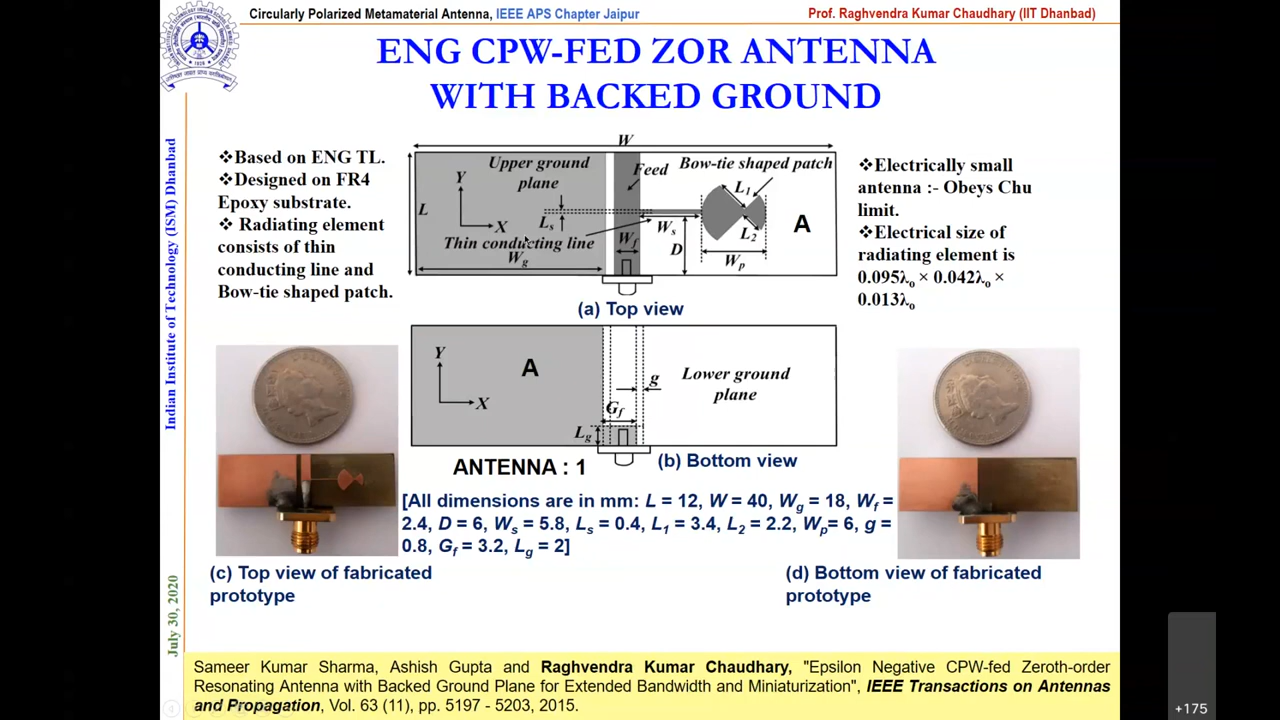 Circularly Polarized Metamaterial Antenna, IEEE APS Chapter Jaipur
Prof. Raghvendra Kumar Chaudhary (IIT Dhanbad)
ENG CPW-FED ZOR ANTENNA
WITH BACKED GROUND
Indian Institute of Technology (ISM) Dhanbad
July 30, 2020
❖Based on ENG TL.
❖Designed on FR4
Epoxy substrate.
❖ Radiating element
consists of thin
conducting line and
Bow-tie shaped patch.
W
Upper ground
plane
Feed
Bow-tie shaped patch
Y
X
L
Ls
Thin conducting line
Wg
Wf
Ws
D
L1
L2
Wp
A
(a) Top view
❖Electrically small
antenna :- Obeys Chu
limit.
❖Electrical size of
radiating element is
0.095λo × 0.042λo ×
0.013λo
Y
X
A
g
Gf
Lg
Lower ground
plane
ANTENNA : 1
(b) Bottom view
[All dimensions are in mm: L = 12, W = 40, Wg = 18, Wf =
2.4, D = 6, Ws = 5.8, Ls = 0.4, L1 = 3.4, L2 = 2.2, Wp= 6, g =
0.8, Gf = 3.2, Lg = 2]
(c) Top view of fabricated
prototype
(d) Bottom view of fabricated
prototype
Sameer Kumar Sharma, Ashish Gupta and Raghvendra Kumar Chaudhary, "Epsilon Negative CPW-fed Zeroth-order
Resonating Antenna with Backed Ground Plane for Extended Bandwidth and Miniaturization", IEEE Transactions on Antennas
and Propagation, Vol. 63 (11), pp. 5197 - 5203, 2015.
+175